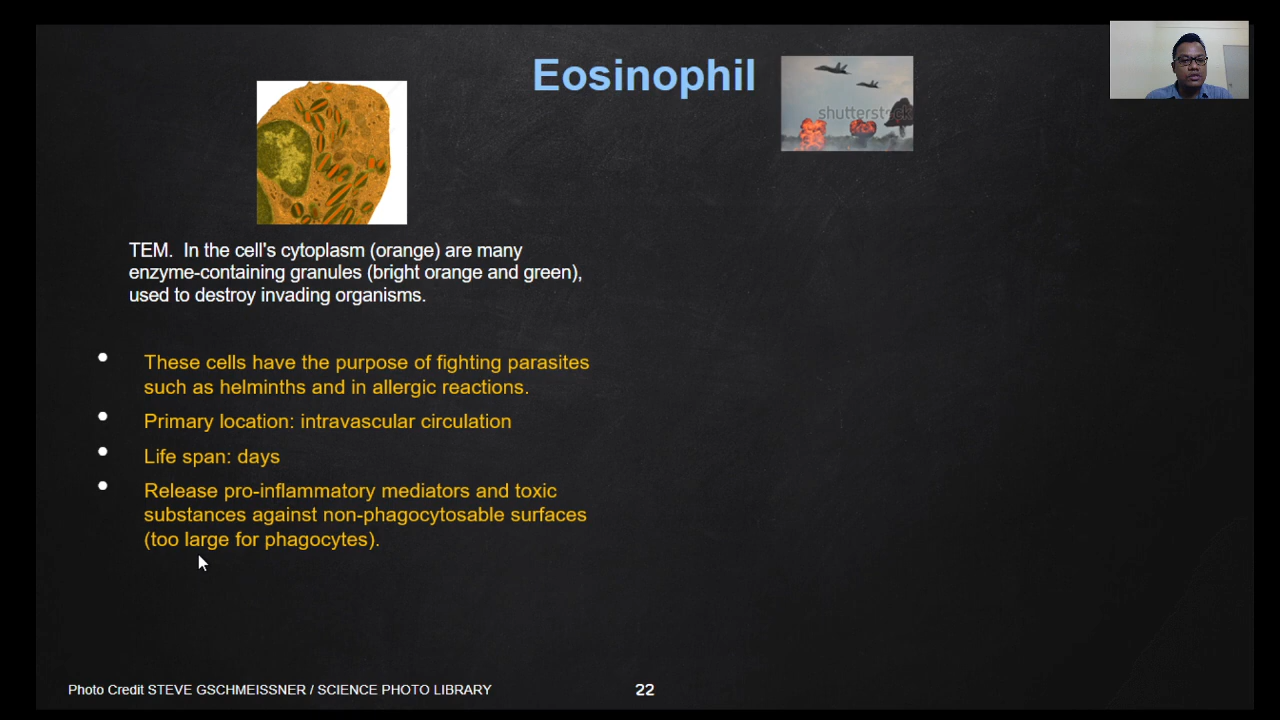 Eosinophil
shutterstock
TEM. In the cell's cytoplasm (orange) are many
enzyme-containing granules (bright orange and green),
used to destroy invading organisms.
These cells have the purpose of fighting parasites
such as helminths and in allergic reactions.
Primary location: intravascular circulation
Life span: days
Release pro-inflammatory mediators and toxic
substances against non-phagocytosable surfaces
(too large for phagocytes).
Photo Credit STEVE GSCHMEISSNER / SCIENCE PHOTO LIBRARY
22